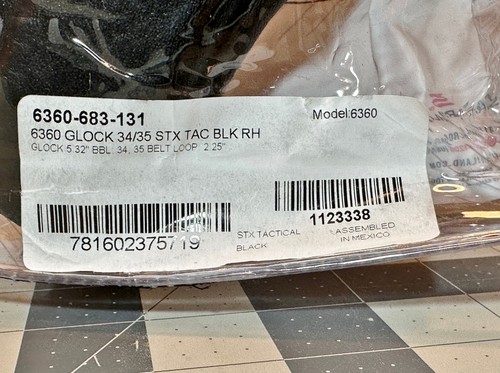 6360-683-131
Model:6360
6360 GLOCK 34/35 STX TAC BLK RH
GLOCK 5.32" BBL: 34, 35 BELT LOOP: 2.25"
781602375719
1123338
STX TACTICAL
BLACK
ASSEMBLED
IN MEXICO